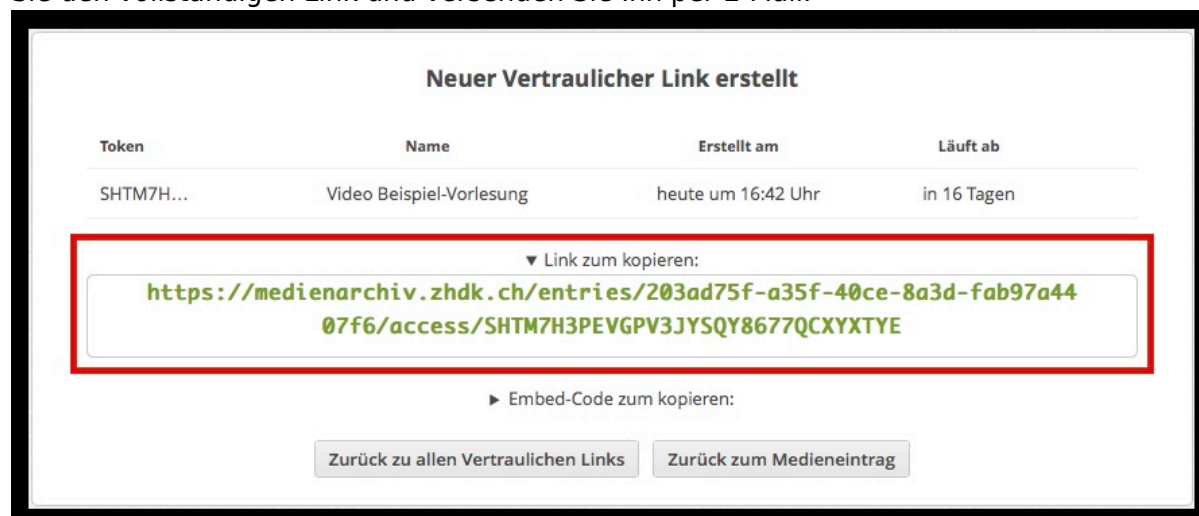 Neuer Vertraulicher Link erstellt
Token Name Erstellt am Läuft ab
SHTM7H... Video Beispiel-Vorlesung heute um 16:42 Uhr in 16 Tagen
▼ Link zum kopieren:
https://medienarchiv.zhdk.ch/entries/203ad75f-a35f-40ce-8a3d-fab97a44
07f6/access/SHTM7H3PEVGPV3JYSQY8677QCXYXTYE
► Embed-Code zum kopieren:
Zurück zu allen Vertraulichen Links Zurück zum Medieneintrag